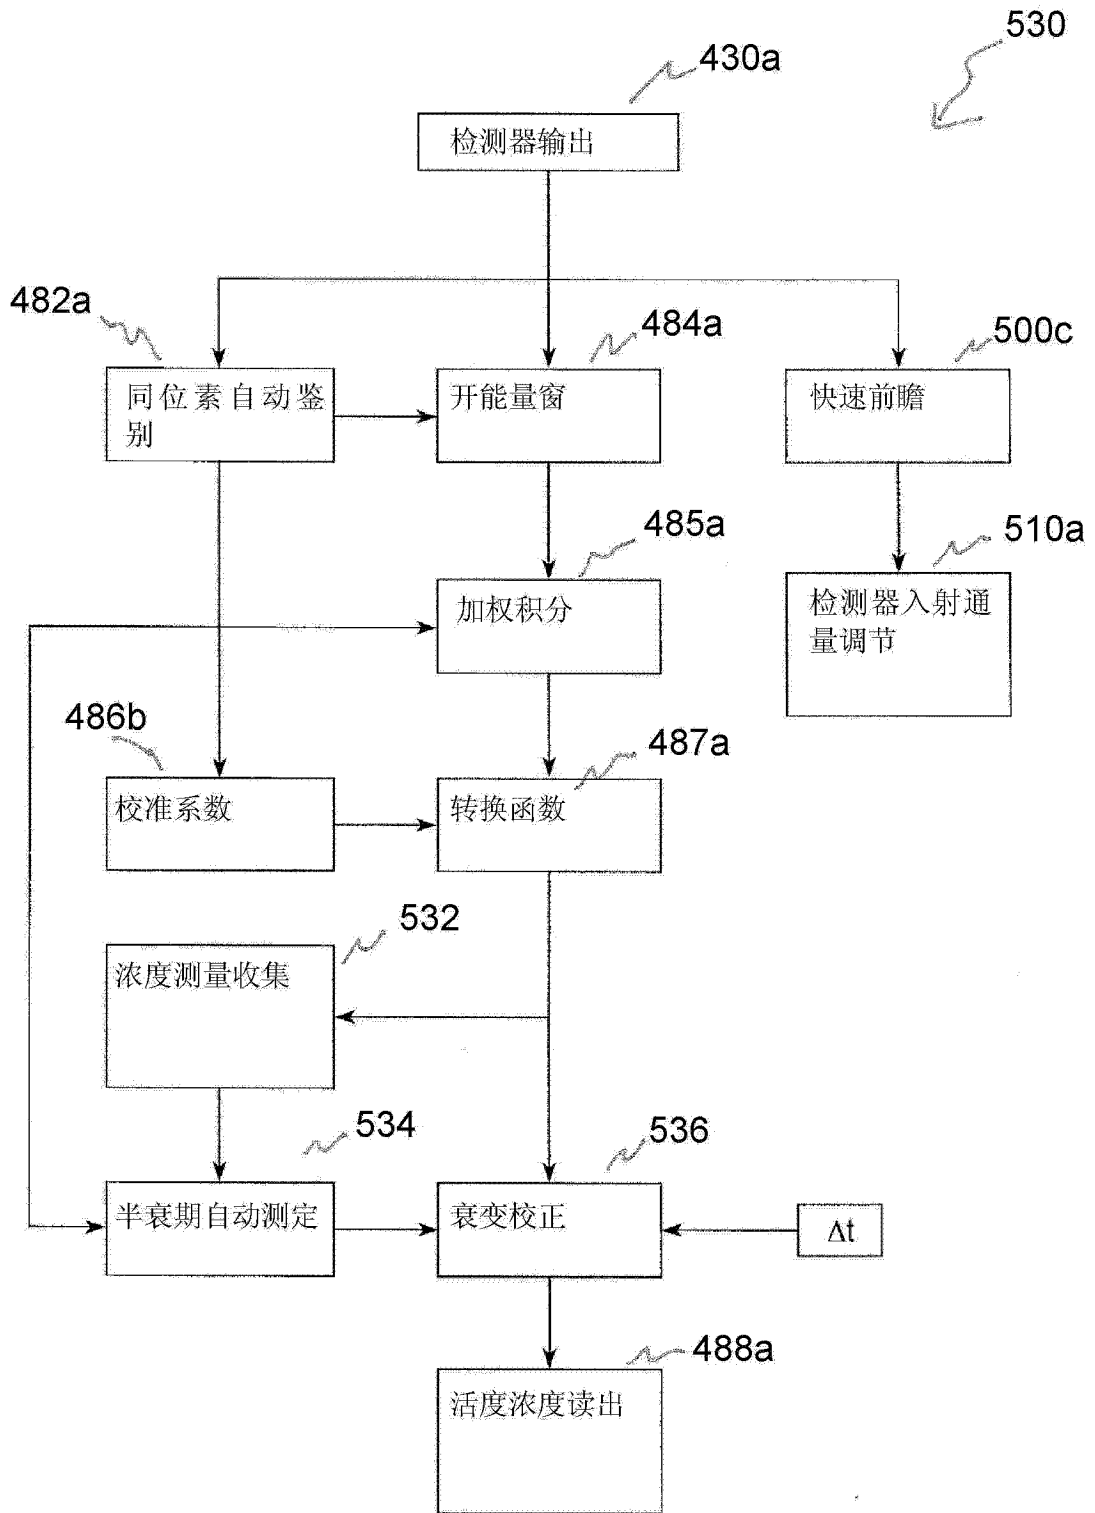 530
430a
检测器输出
482a
484a
500c
同位素自动鉴
别
开能量窗
快速前瞻
485a
510a
加权积分
检测器入射通
量调节
486b
487a
校准系数
转换函数
532
浓度测量收集
534
536
半衰期自动测定
衰变校正
Δt
488a
活度浓度读出